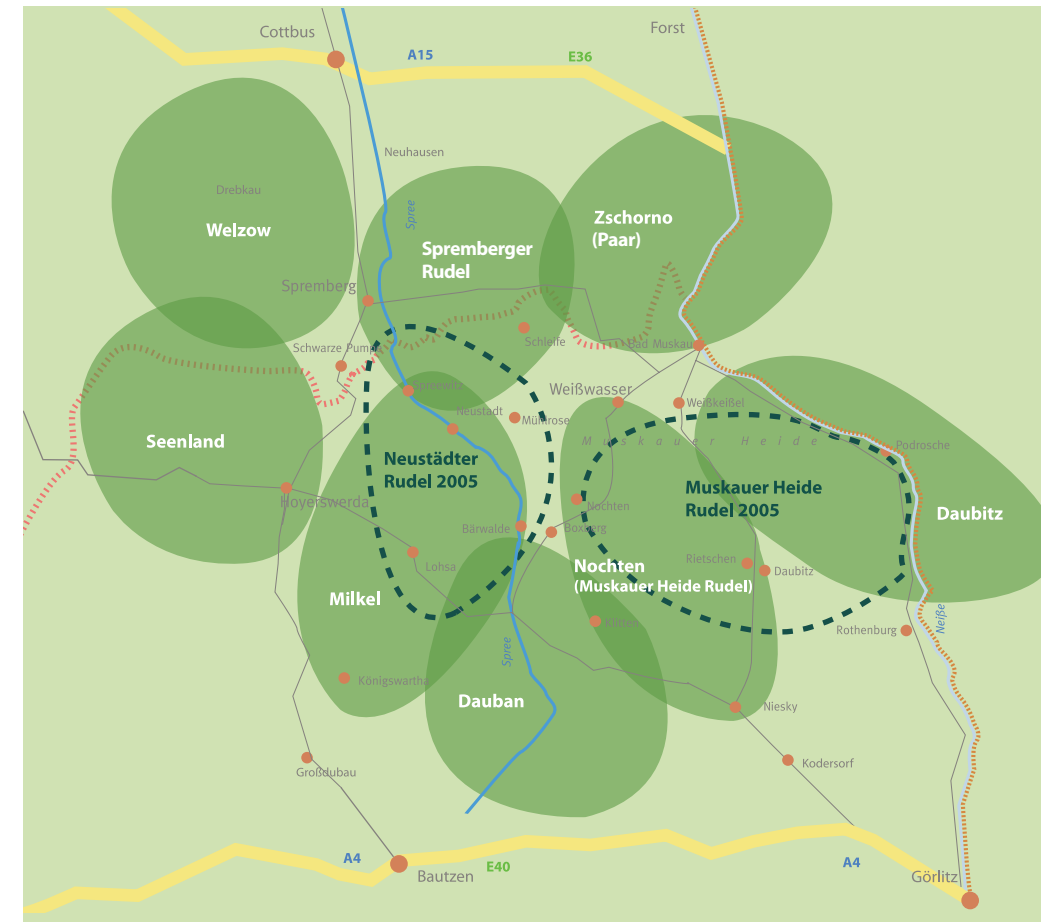 Cottbus
Forst
A15
E36
Neuhausen
Drebkau
Spree
Welzow
Zschorno
(Paar)
Spremberger
Rudel
Spremberg
Schwarze Pumpe
Schleife
Bad Muskau
Spreewitz
Weißwasser
Weißkeißel
Neustadt
Mühlrose
Muskauer Heide
Seenland
Podrosche
Neustädter
Rudel 2005
Muskauer Heide
Rudel 2005
Hoyerswerda
Nochten
Daubitz
Bärwalde
Boxberg
Lohsa
Rietschen
Nochten
(Muskauer Heide Rudel)
Daubitz
Milkel
Klitten
Rothenburg
Neiße
Spree
Königswartha
Dauban
Niesky
Großdubau
Kodersorf
A4
E40
A4
Bautzen
Görlitz